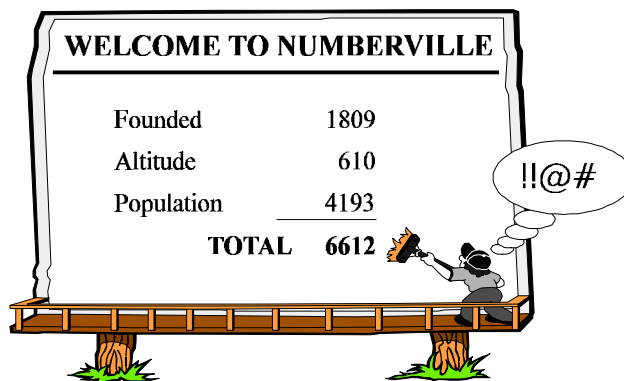 WELCOME TO NUMBERVILLE
Founded 1809
Altitude 610
Population 4193
TOTAL 6612
!!@#